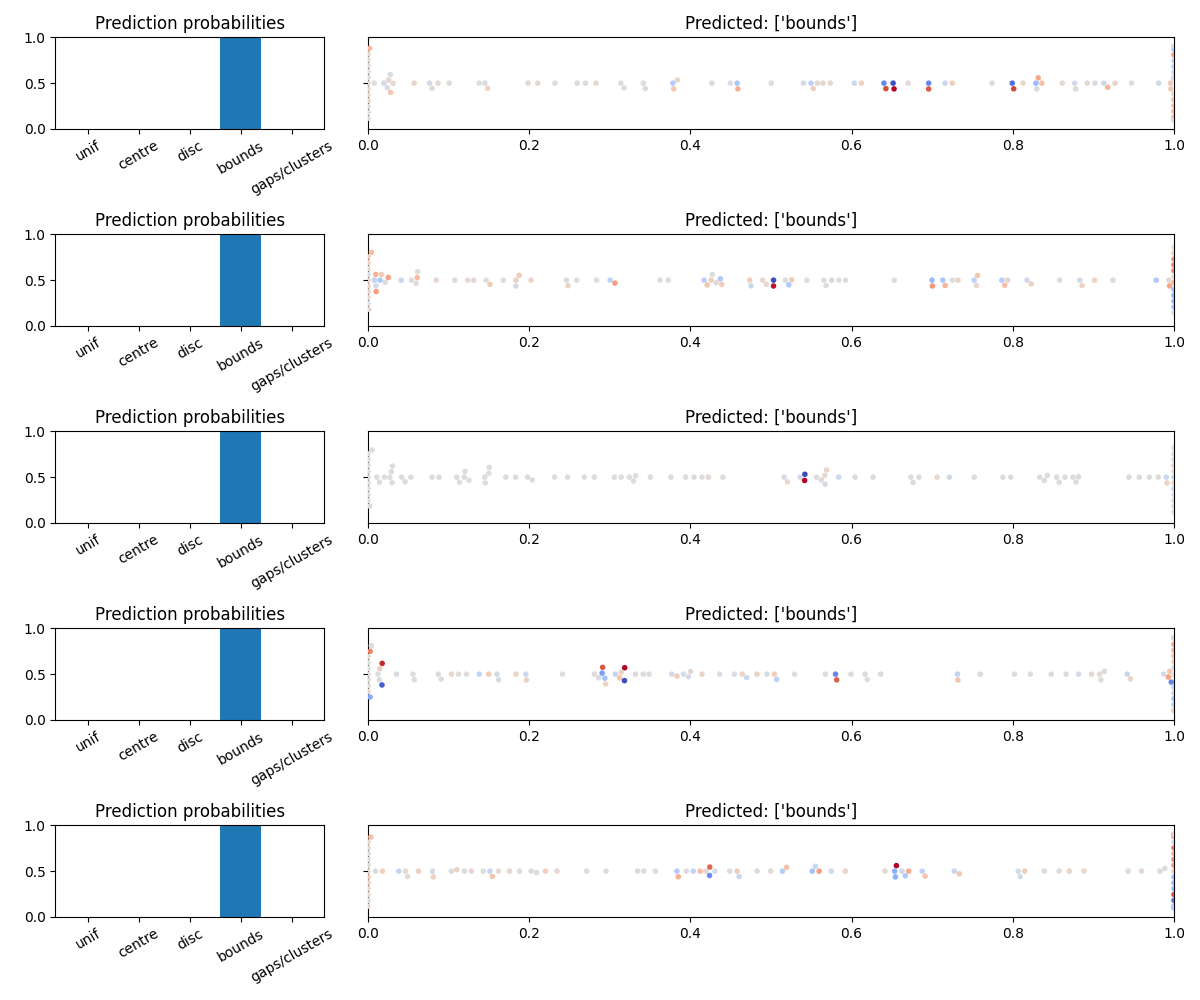 Prediction probabilities
Predicted: ['bounds']
1.0
0.5
0.0
unif
centre
disc
bounds
gaps/clusters
0.0 0.2 0.4 0.6 0.8 1.0
Prediction probabilities
Predicted: ['bounds']
1.0
0.5
0.0
unif
centre
disc
bounds
gaps/clusters
0.0 0.2 0.4 0.6 0.8 1.0
Prediction probabilities
Predicted: ['bounds']
1.0
0.5
0.0
unif
centre
disc
bounds
gaps/clusters
0.0 0.2 0.4 0.6 0.8 1.0
Prediction probabilities
Predicted: ['bounds']
1.0
0.5
0.0
unif
centre
disc
bounds
gaps/clusters
0.0 0.2 0.4 0.6 0.8 1.0
Prediction probabilities
Predicted: ['bounds']
1.0
0.5
0.0
unif
centre
disc
bounds
gaps/clusters
0.0 0.2 0.4 0.6 0.8 1.0